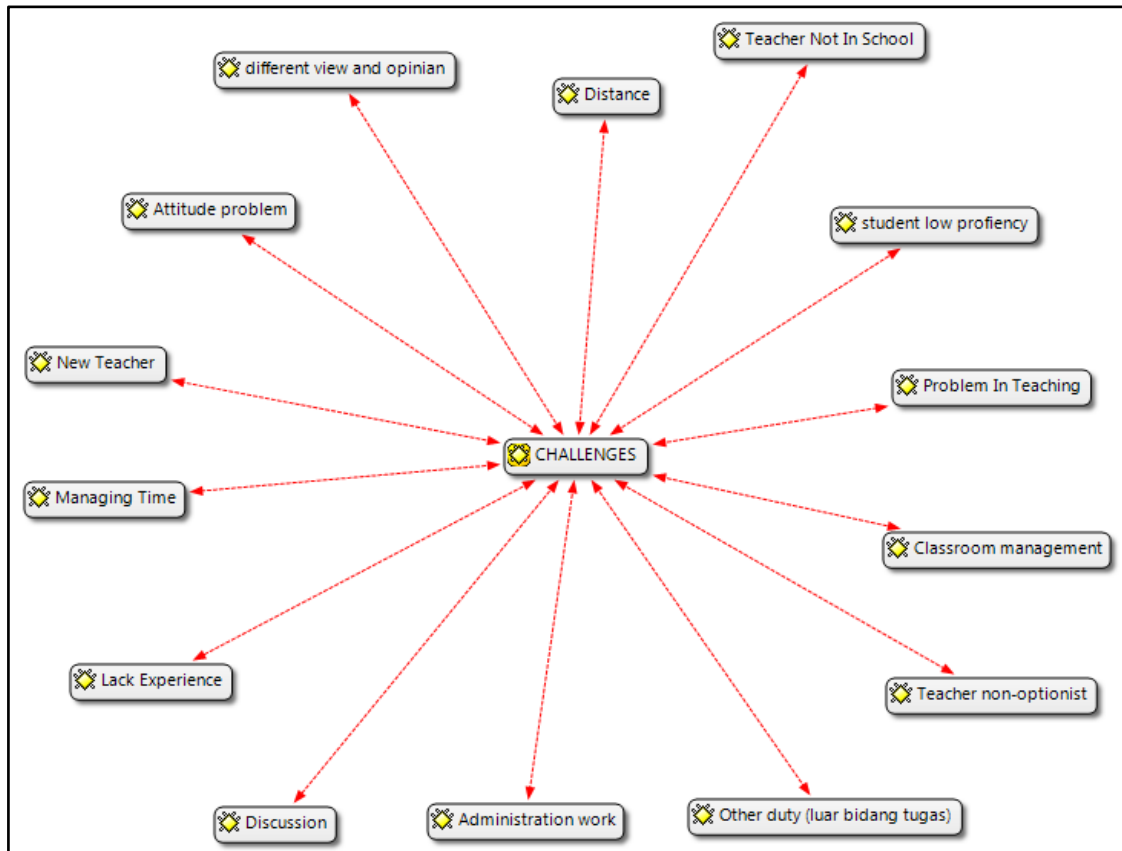 Teacher Not In School
different view and opinian
Distance
Attitude problem
student low profiency
New Teacher
Problem In Teaching
CHALLENGES
Managing Time
Classroom management
Lack Experience
Teacher non-optionist
Discussion
Administration work
Other duty (luar bidang tugas)